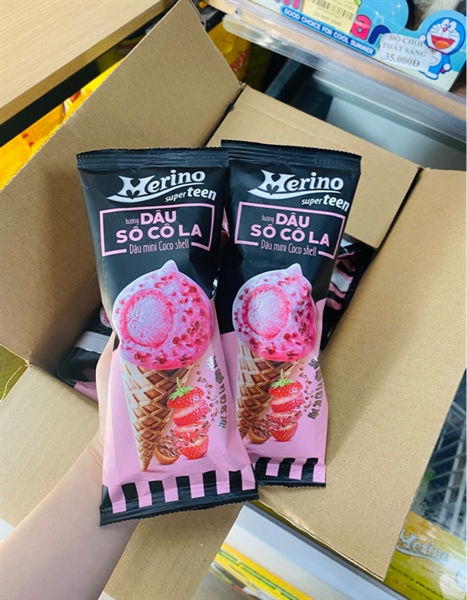 GOOD CHOICE FOR COOL SUMMER
ĐỒ CHƠI
PHÁT SÁNG
35.000Đ
Merino
super teen
hương DÂU
SÔ CÔ LA
Dâu mini Coco shell
Merino
super teen
hương DÂU
SÔ CÔ LA
Dâu mini Coco shell
Merino